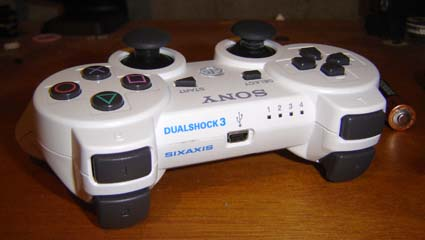 SELECT
START
SONY
1 2 3 4
DUALSHOCK 3
SIXAXIS